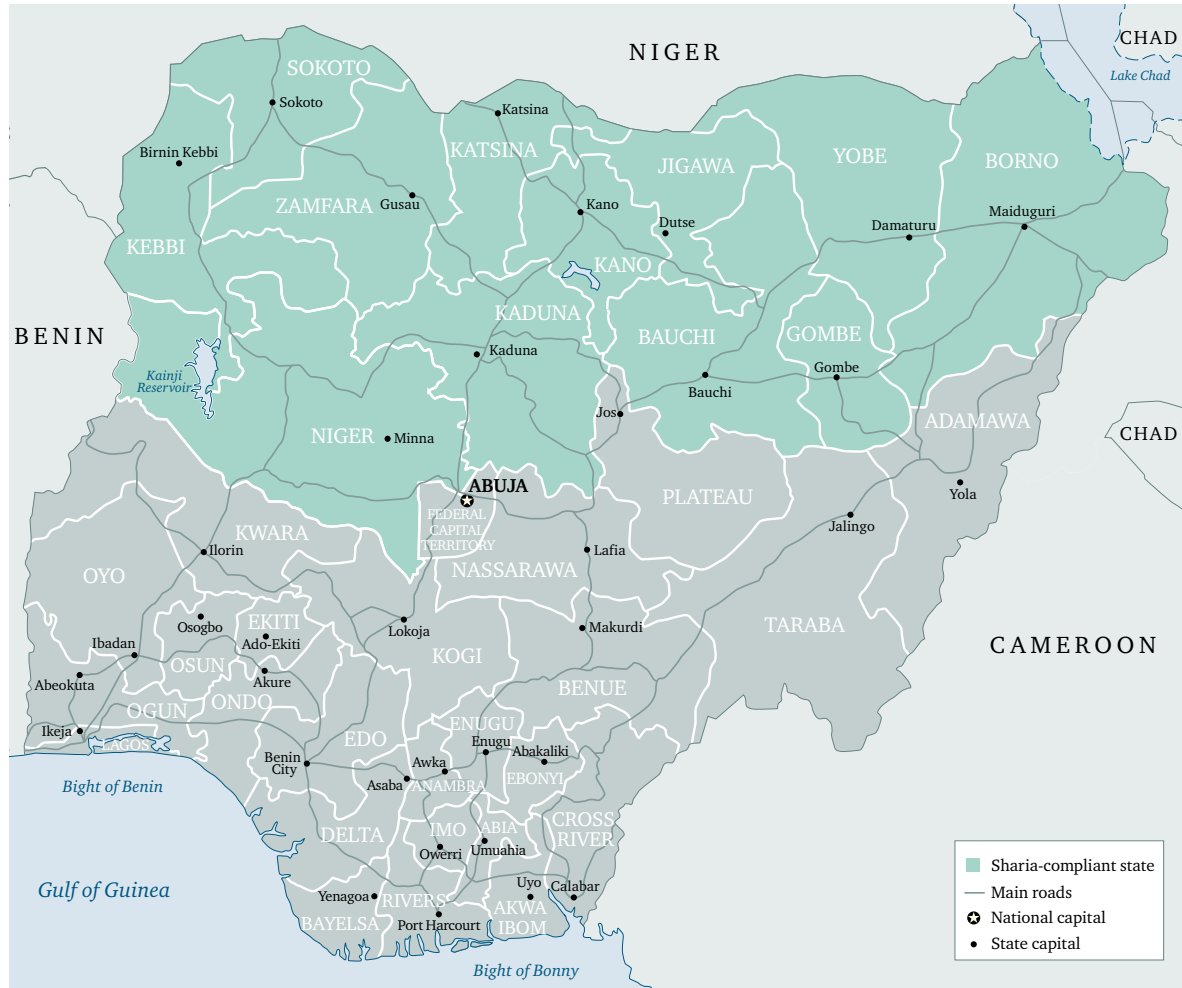 NIGER
CHAD
Lake Chad
SOKOTO
Sokoto
Katsina
KATSINA
Birnin Kebbi
JIGAWA
YOBE
BORNO
ZAMFARA
Gusau
Kano
Dutse
Damaturu
Maiduguri
KEBBI
KANO
KADUNA
BENIN
BAUCHI
GOMBE
Kaduna
Kainji
Reservoir
Gombe
Bauchi
Jos
ADAMAWA
CHAD
NIGER
Minna
ABUJA
PLATEAU
Yola
FEDERAL
CAPITAL
TERRITORY
Jalingo
KWARA
Ilorin
Lafia
OYO
NASSARAWA
Osogbo
EKITI
Ado-Ekiti
Lokoja
Makurdi
TARABA
Ibadan
OSUN
KOGI
CAMEROON
Abeokuta
Akure
BENUE
OGUN
ONDO
Ikeja
LAGOS
EDO
ENUGU
Enugu
Abakaliki
Benin
City
Awka
Asaba
ANAMBRA
EBONYI
Bight of Benin
DELTA
IMO
ABIA
CROSS
RIVER
Owerri
Umuahia
Gulf of Guinea
Yenagoa
RIVERS
Uyo
Calabar
BAYELSA
Port Harcourt
AKWA
IBOM
Bight of Bonny
Sharia-compliant state
Main roads
National capital
State capital